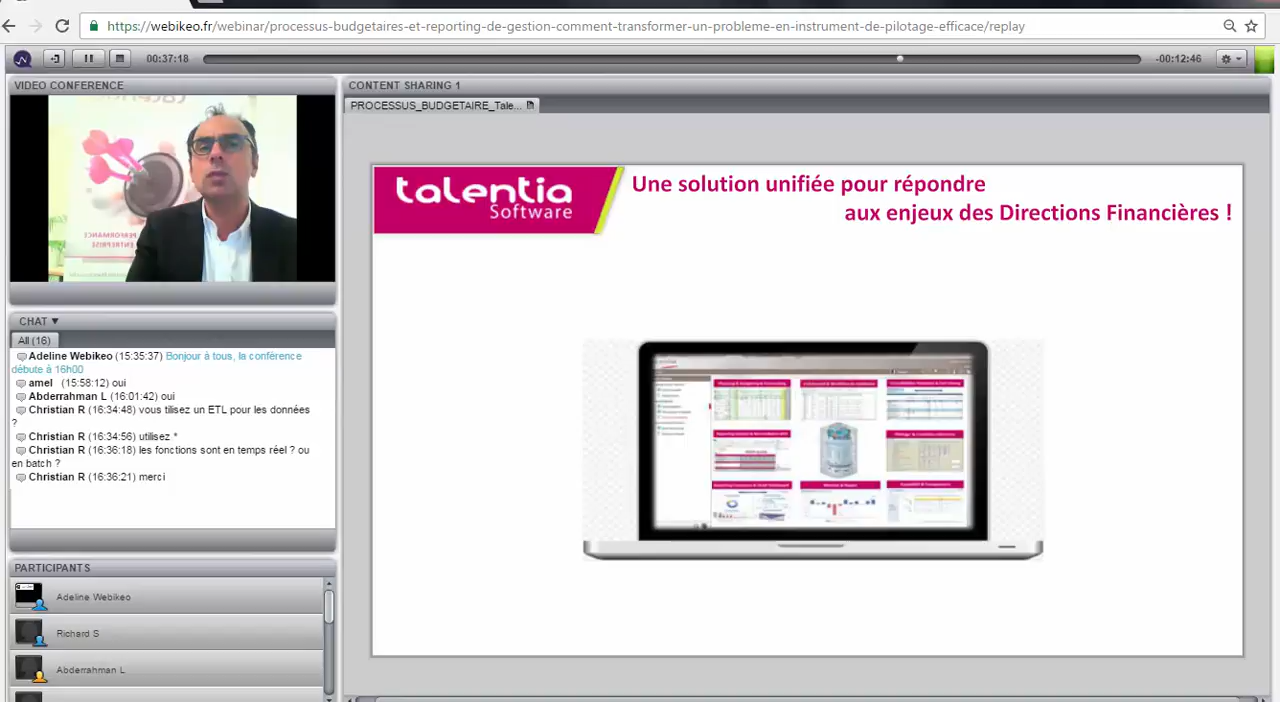 https://webikeo.fr/webinar/processus-budgetaires-et-reporting-de-gestion-comment-transformer-un-probleme-en-instrument-de-pilotage-efficace/replay
00:37:18
-00:12:46
VIDEO CONFERENCE
CONTENT SHARING 1
PROCESSUS_BUDGETAIRE_Tale...
talentia
Software
Une solution unifiée pour répondre
aux enjeux des Directions Financières !
CHAT
All (16)
Adeline Webikeo (15:35:37) Bonjour à tous, la conférence
débute à 16h00
amel (15:58:12) oui
Abderrahman L (16:01:42) oui
Christian R (16:34:48) vous tilisez un ETL pour les données
?
Christian R (16:34:56) utilisez *
Christian R (16:36:18) les fonctions sont en temps réel ? ou
en batch ?
Christian R (16:36:21) merci
PARTICIPANTS
Adeline Webikeo
Richard S
Abderrahman L